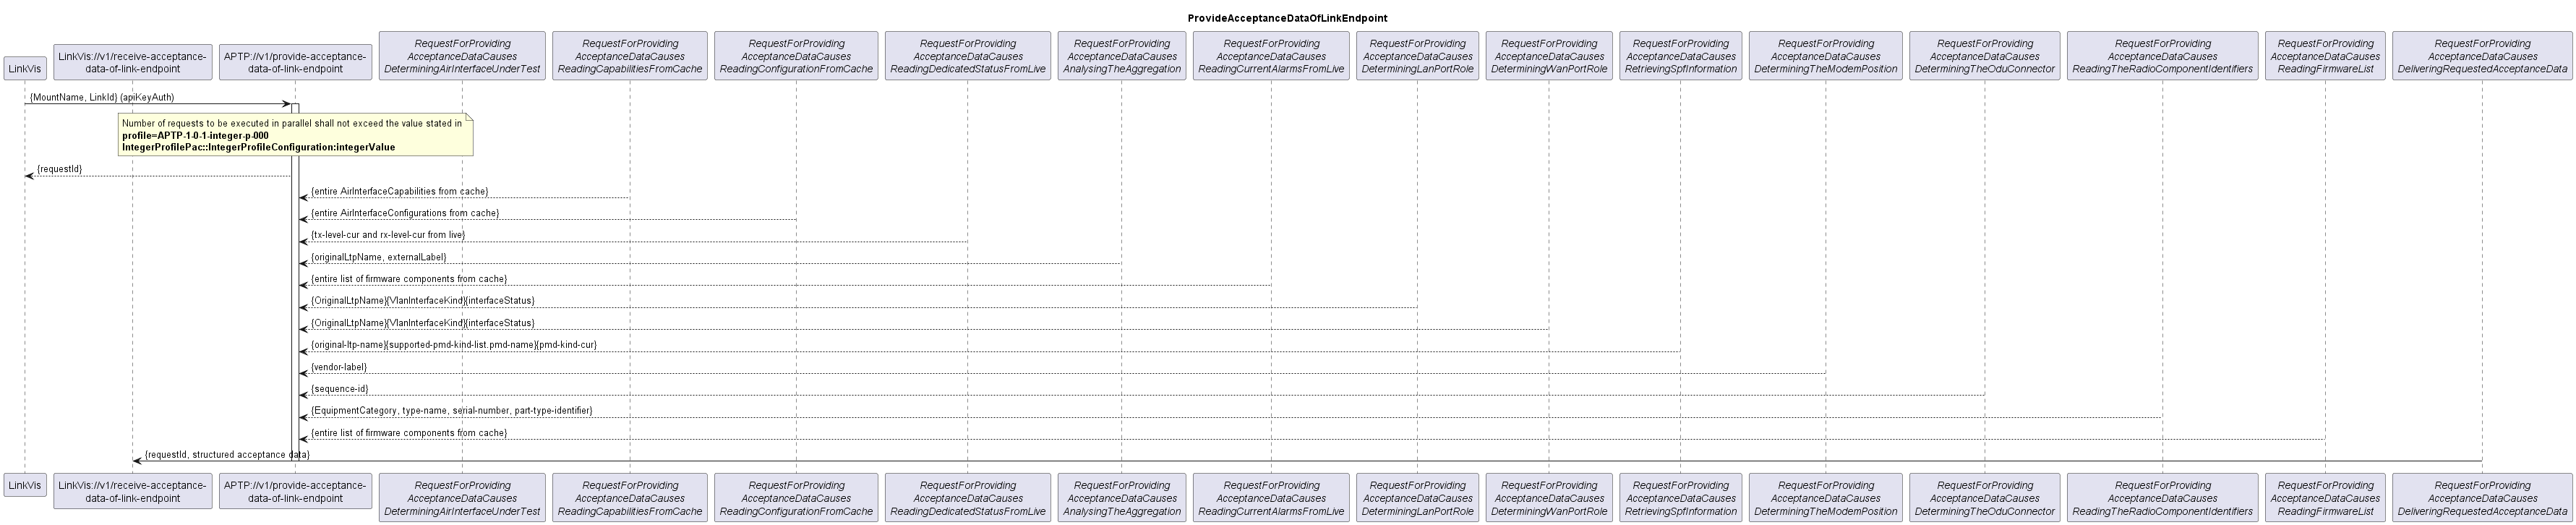 ProvideAcceptanceDataOfLinkEndpoint
LinkVis
LinkVis://v1/receive-acceptance-
data-of-link-endpoint
APTP://v1/provide-acceptance-
data-of-link-endpoint
RequestForProviding
AcceptanceDataCauses
DeterminingAirInterfaceUnderTest
RequestForProviding
AcceptanceDataCauses
ReadingCapabilitiesFromCache
RequestForProviding
AcceptanceDataCauses
ReadingConfigurationFromCache
RequestForProviding
AcceptanceDataCauses
ReadingDedicatedStatusFromLive
RequestForProviding
AcceptanceDataCauses
AnalysingTheAggregation
RequestForProviding
AcceptanceDataCauses
ReadingCurrentAlarmsFromLive
RequestForProviding
AcceptanceDataCauses
DeterminingLanPortRole
RequestForProviding
AcceptanceDataCauses
DeterminingWanPortRole
RequestForProviding
AcceptanceDataCauses
RetrievingSpfInformation
RequestForProviding
AcceptanceDataCauses
DeterminingTheModemPosition
RequestForProviding
AcceptanceDataCauses
DeterminingTheOduConnector
RequestForProviding
AcceptanceDataCauses
ReadingTheRadioComponentIdentifiers
RequestForProviding
AcceptanceDataCauses
ReadingFirmwareList
RequestForProviding
AcceptanceDataCauses
DeliveringRequestedAcceptanceData
{MountName, LinkId} (apiKeyAuth)
Number of requests to be executed in parallel shall not exceed the value stated in
profile=APTP-1-0-1-integer-p-000
IntegerProfilePac::IntegerProfileConfiguration:integerValue
{requestId}
{entire AirInterfaceCapabilities from cache}
{entire AirInterfaceConfigurations from cache}
{tx-level-cur and rx-level-cur from live}
{originalLtpName, externalLabel}
{entire list of firmware components from cache}
{OriginalLtpName}{VlanInterfaceKind}{interfaceStatus}
{OriginalLtpName}{VlanInterfaceKind}{interfaceStatus}
{original-ltp-name}{supported-pmd-kind-list.pmd-name}{pmd-kind-cur}
{vendor-label}
{sequence-id}
{EquipmentCategory, type-name, serial-number, part-type-identifier}
{entire list of firmware components from cache}
{requestId, structured acceptance data}
LinkVis
LinkVis://v1/receive-acceptance-
data-of-link-endpoint
APTP://v1/provide-acceptance-
data-of-link-endpoint
RequestForProviding
AcceptanceDataCauses
DeterminingAirInterfaceUnderTest
RequestForProviding
AcceptanceDataCauses
ReadingCapabilitiesFromCache
RequestForProviding
AcceptanceDataCauses
ReadingConfigurationFromCache
RequestForProviding
AcceptanceDataCauses
ReadingDedicatedStatusFromLive
RequestForProviding
AcceptanceDataCauses
AnalysingTheAggregation
RequestForProviding
AcceptanceDataCauses
ReadingCurrentAlarmsFromLive
RequestForProviding
AcceptanceDataCauses
DeterminingLanPortRole
RequestForProviding
AcceptanceDataCauses
DeterminingWanPortRole
RequestForProviding
AcceptanceDataCauses
RetrievingSpfInformation
RequestForProviding
AcceptanceDataCauses
DeterminingTheModemPosition
RequestForProviding
AcceptanceDataCauses
DeterminingTheOduConnector
RequestForProviding
AcceptanceDataCauses
ReadingTheRadioComponentIdentifiers
RequestForProviding
AcceptanceDataCauses
ReadingFirmwareList
RequestForProviding
AcceptanceDataCauses
DeliveringRequestedAcceptanceData